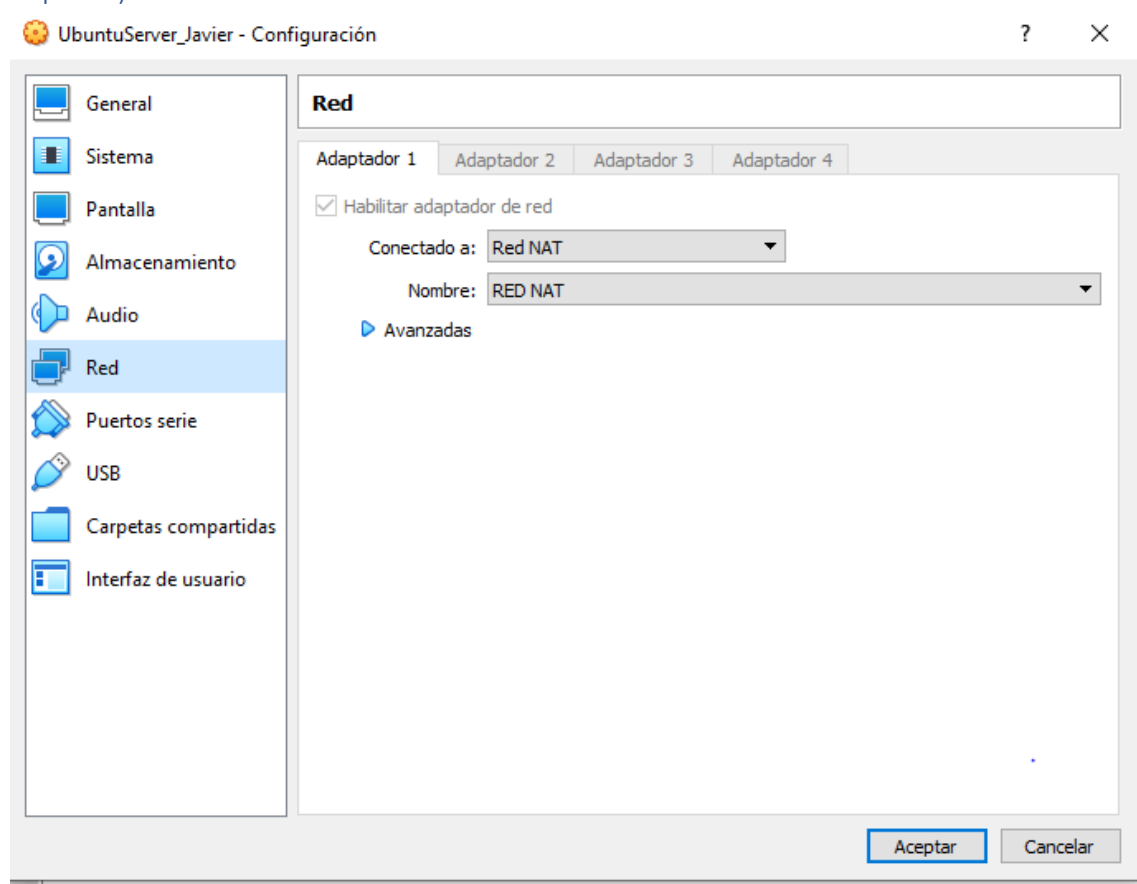 UbuntuServer_Javier - Configuración
?
General
Sistema
Pantalla
Almacenamiento
Audio
Red
Puertos serie
USB
Carpetas compartidas
Interfaz de usuario
Red
Adaptador 1 Adaptador 2 Adaptador 3 Adaptador 4
Habilitar adaptador de red
Conectado a: Red NAT
Nombre: RED NAT
Avanzadas
Aceptar Cancelar